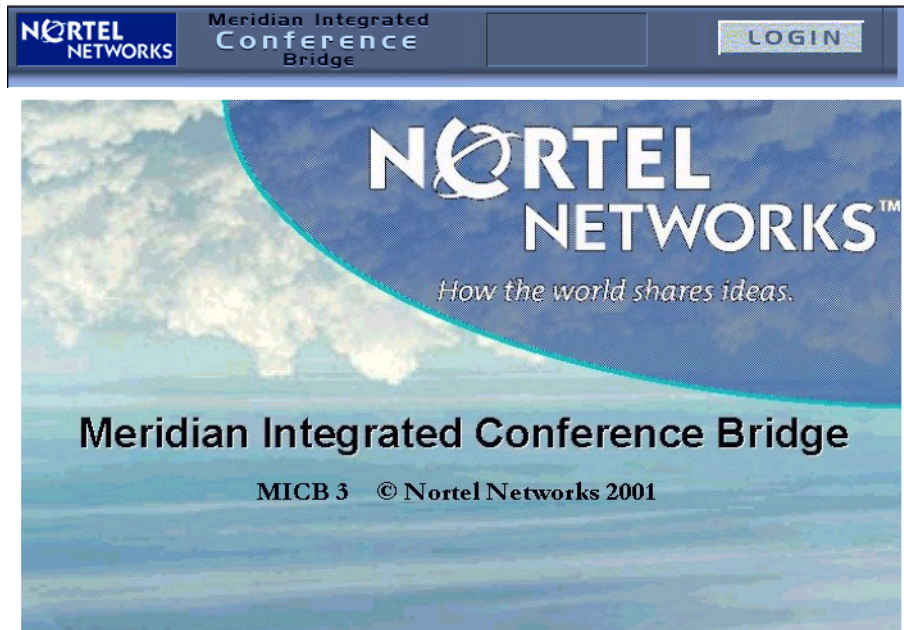 NORTEL
NETWORKS
Meridian Integrated
Conference
Bridge
LOGIN
NORTEL
NETWORKS™
How the world shares ideas.
Meridian Integrated Conference Bridge
MICB 3 © Nortel Networks 2001